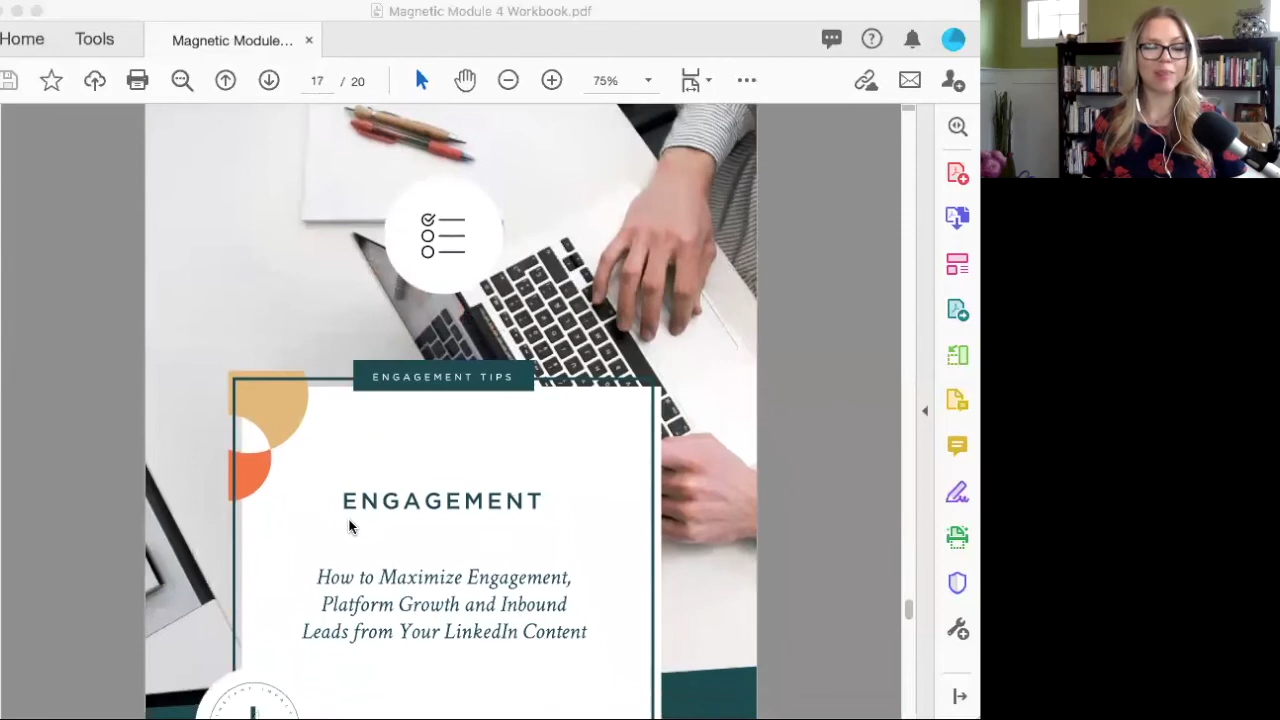 Magnetic Module 4 Workbook.pdf
Home
Tools
Magnetic Module...
17 / 20
75%
ENGAGEMENT TIPS
ENGAGEMENT
How to Maximize Engagement,
Platform Growth and Inbound
Leads from Your LinkedIn Content